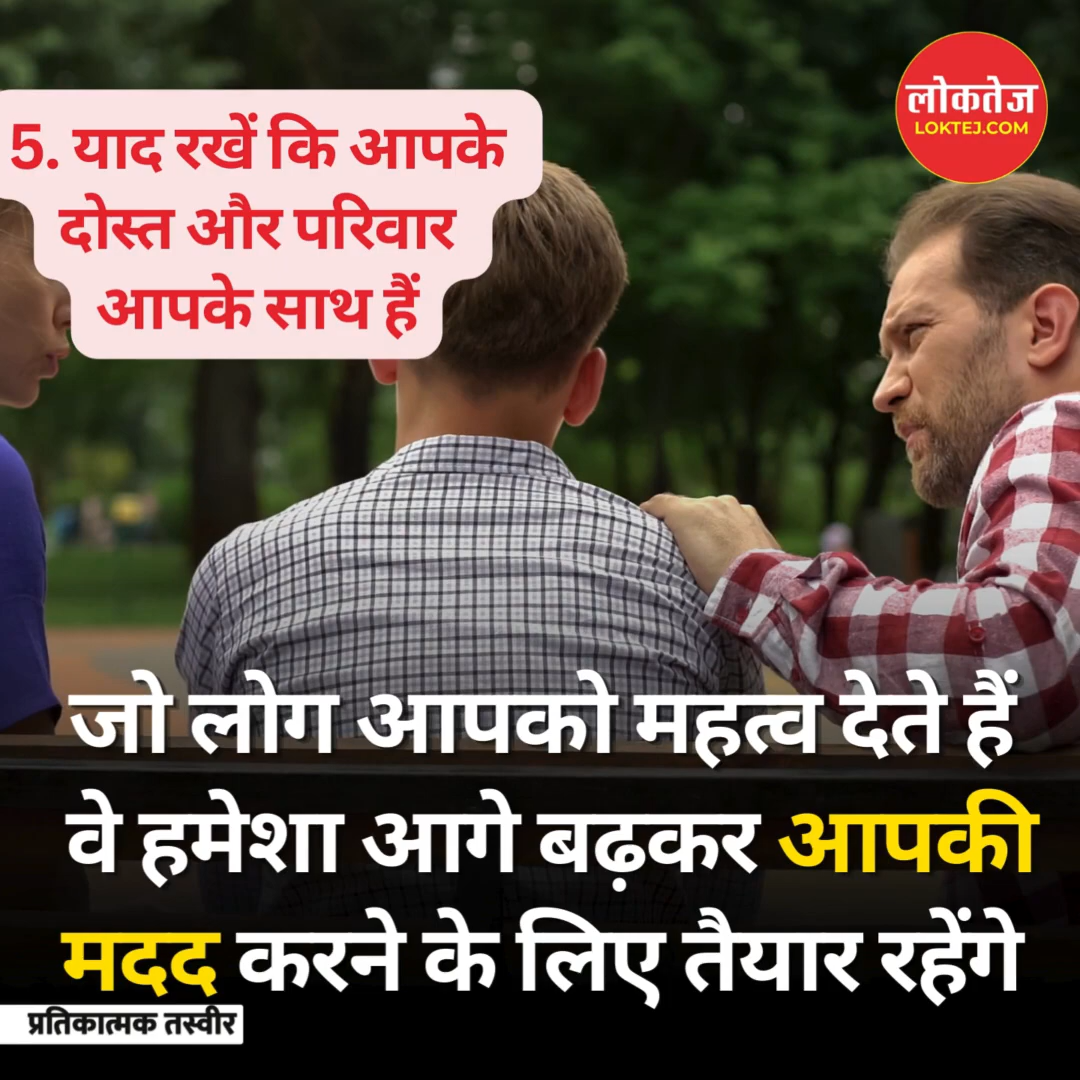 लोकतेज
LOKTEJ.COM
5. याद रखें कि आपके
दोस्त और परिवार
आपके साथ हैं
जो लोग आपको महत्व देते हैं
वे हमेशा आगे बढ़कर आपकी
मदद करने के लिए तैयार रहेंगे
प्रतिकात्मक तस्वीर